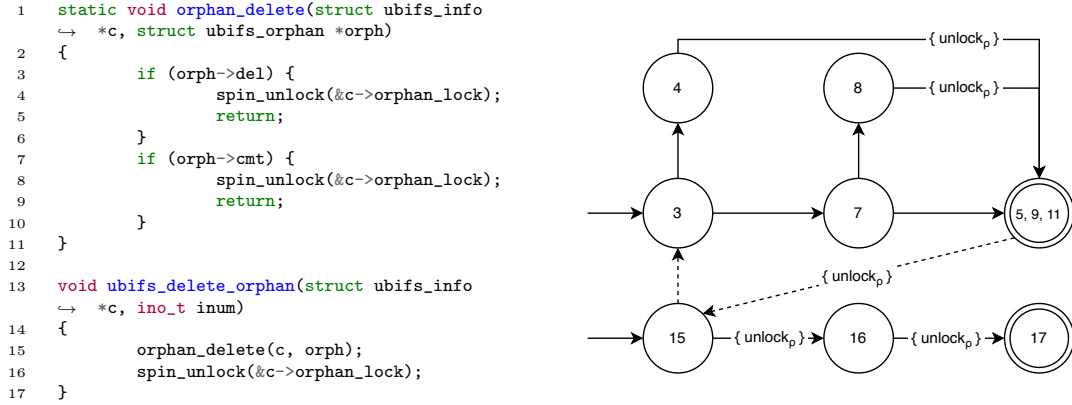 1 static void orphan_delete(struct ubifs_info
↪ *c, struct ubifs_orphan *orph)
2 {
3 if (orph->del) {
4 spin_unlock(&c->orphan_lock);
5 return;
6 }
7 if (orph->cmt) {
8 spin_unlock(&c->orphan_lock);
9 return;
10 }
11 }
12
13 void ubifs_delete_orphan(struct ubifs_info
↪ *c, ino_t inum)
14 {
15 orphan_delete(c, orph);
16 spin_unlock(&c->orphan_lock);
17 }
{ unlockρ }
4
8
{ unlockρ }
3
7
5, 9, 11
{ unlockρ }
15
{ unlockρ }
16
{ unlockρ }
17